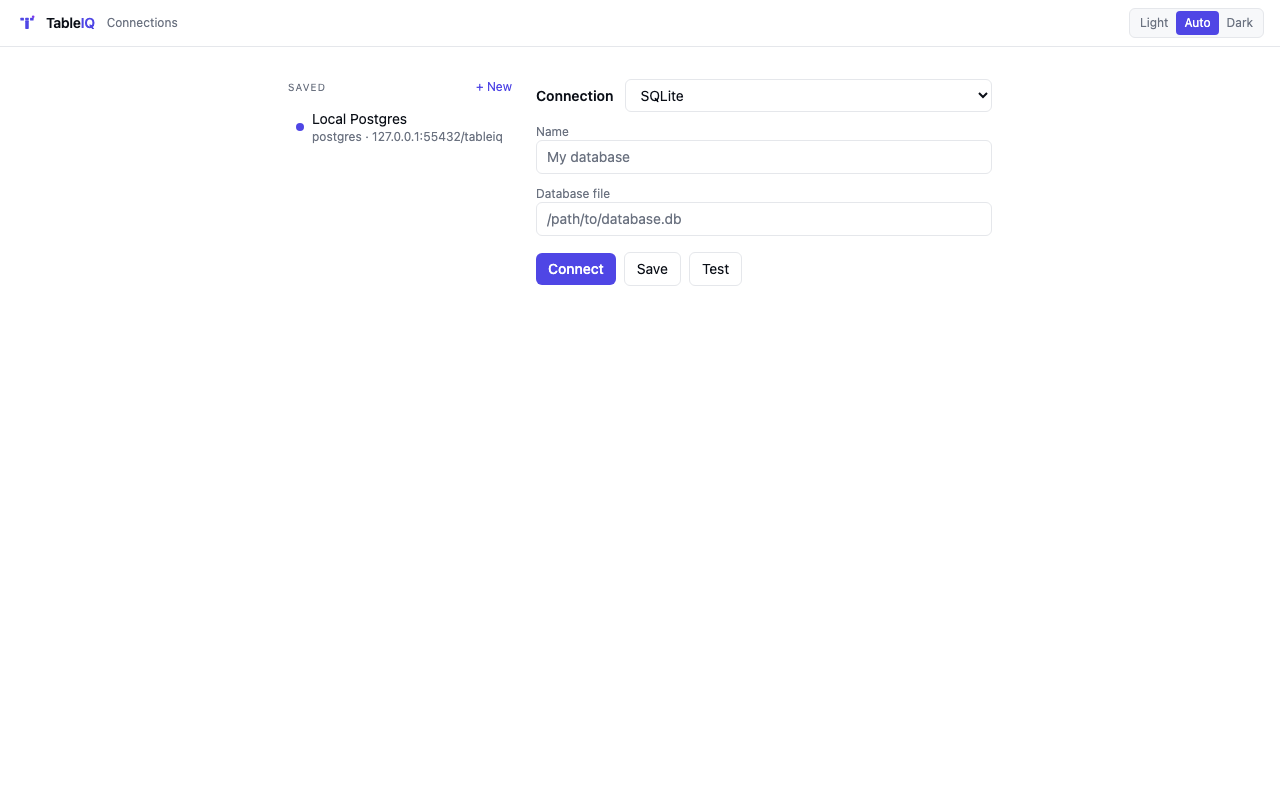 TableIQ Connections Light Auto Dark
SAVED + New
Local Postgres
postgres · 127.0.0.1:55432/tableiq
Connection SQLite
Name
My database
Database file
/path/to/database.db
Connect Save Test